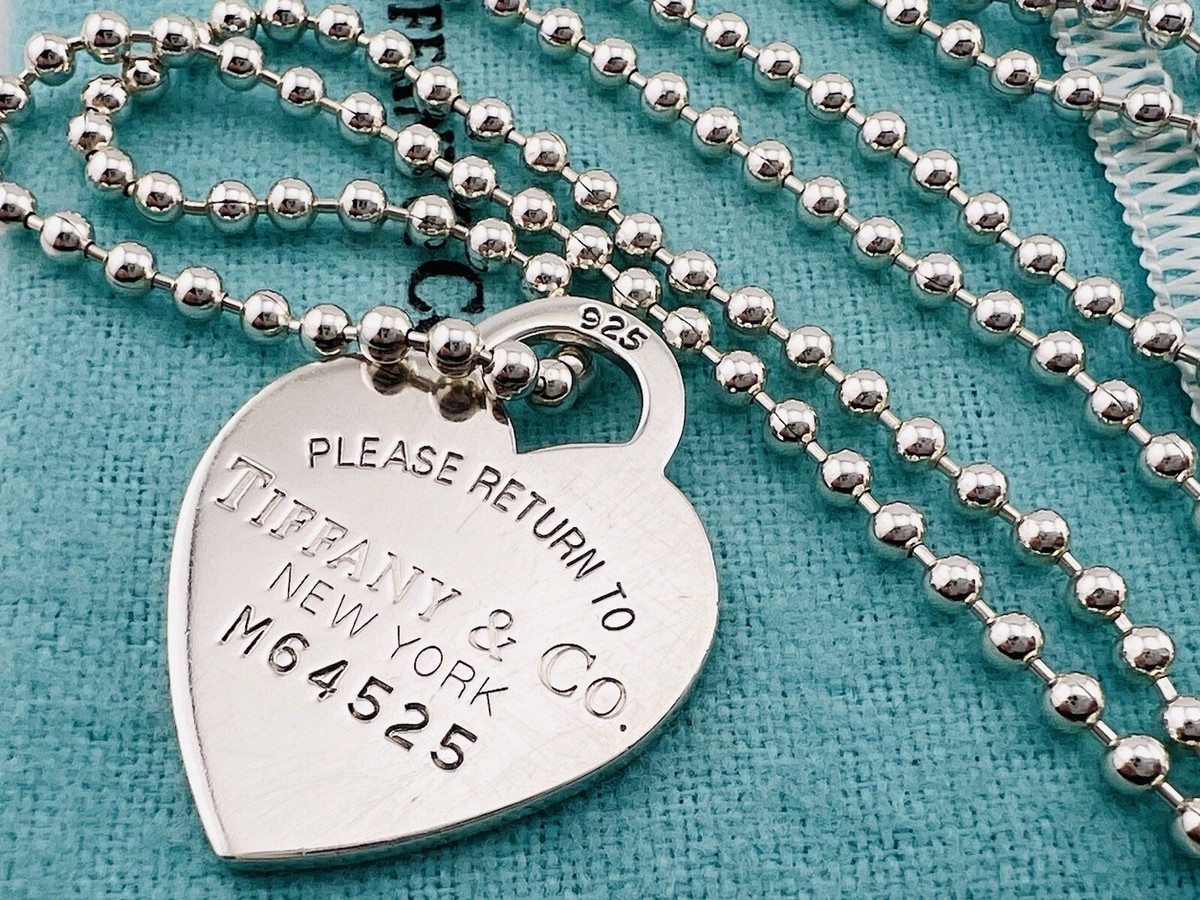 925
PLEASE RETURN TO
TIFFANY & CO.
NEW YORK
M64525